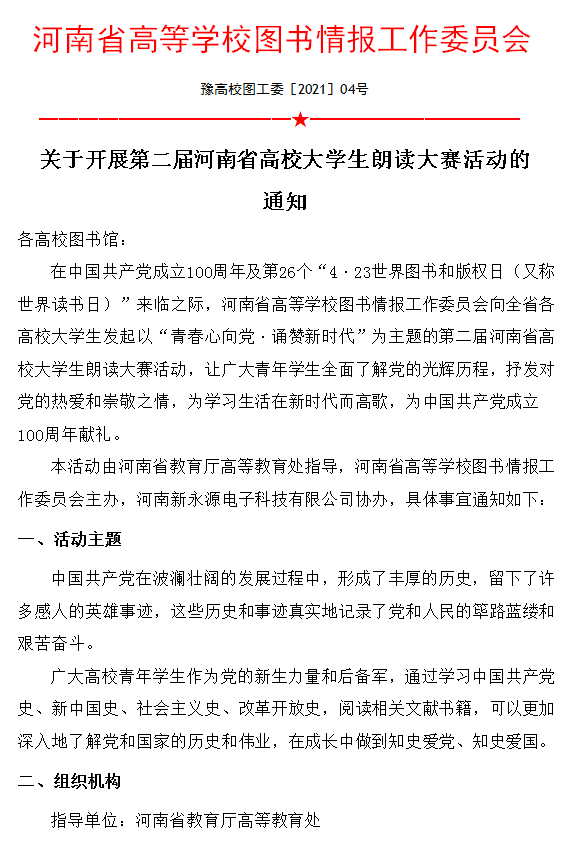 河南省高等学校图书情报工作委员会
豫高校图工委［2021］04号
关于开展第二届河南省高校大学生朗读大赛活动的
通知
各高校图书馆：
在中国共产党成立100周年及第26个“4·23世界图书和版权日（又称
世界读书日）”来临之际，河南省高等学校图书情报工作委员会向全省各
高校大学生发起以“青春心向党·诵赞新时代”为主题的第二届河南省高
校大学生朗读大赛活动，让广大青年学生全面了解党的光辉历程，抒发对
党的热爱和崇敬之情，为学习生活在新时代而高歌，为中国共产党成立
100周年献礼。
本活动由河南省教育厅高等教育处指导，河南省高等学校图书情报工
作委员会主办，河南新永源电子科技有限公司协办，具体事宜通知如下：
一、活动主题
中国共产党在波澜壮阔的发展过程中，形成了丰厚的历史，留下了许
多感人的英雄事迹，这些历史和事迹真实地记录了党和人民的筚路蓝缕和
艰苦奋斗。
广大高校青年学生作为党的新生力量和后备军，通过学习中国共产党
史、新中国史、社会主义史、改革开放史，阅读相关文献书籍，可以更加
深入地了解党和国家的历史和伟业，在成长中做到知史爱党、知史爱国。
二、组织机构
指导单位：河南省教育厅高等教育处